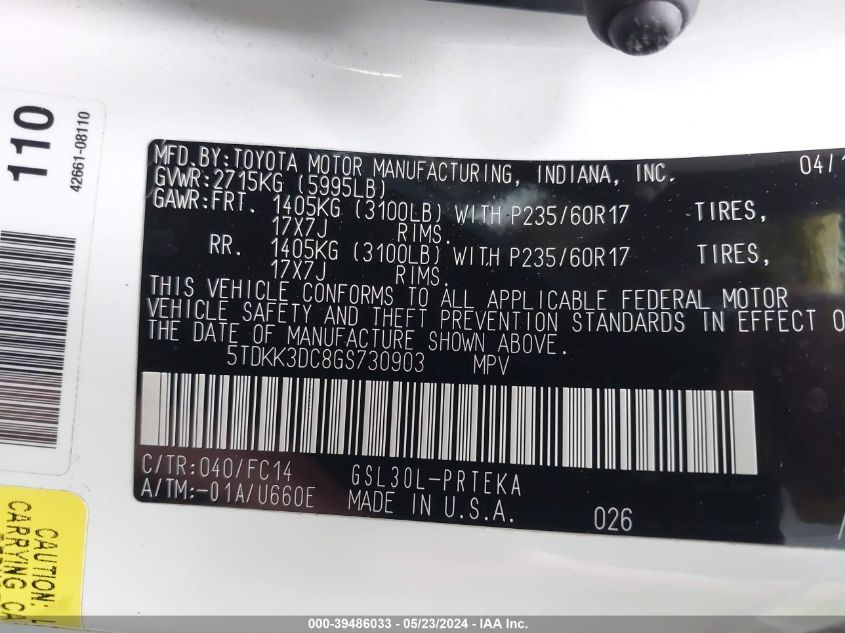 110
42661-08110
MFD.BY:TOYOTA MOTOR MANUFACTURING, INDIANA, INC. 04/1
GVWR:2715KG (5995LB)
GAWR:FRT. 1405KG (3100LB) WITH P235/60R17 TIRES,
17X7J RIMS.
RR. 1405KG (3100LB) WITH P235/60R17 TIRES,
17X7J RIMS.
THIS VEHICLE CONFORMS TO ALL APPLICABLE FEDERAL MOTOR
VEHICLE SAFETY AND THEFT PREVENTION STANDARDS IN EFFECT O
THE DATE OF MANUFACTURE SHOWN ABOVE.
5TDKK3DC8GS730903 MPV
C/TR:040/FC14 GSL30L-PRTEKA
A/TM:-01A/U660E MADE IN U.S.A. 026
CAUTION: L
CARRYING CA
000-39486033 - 05/23/2024 - IAA Inc.